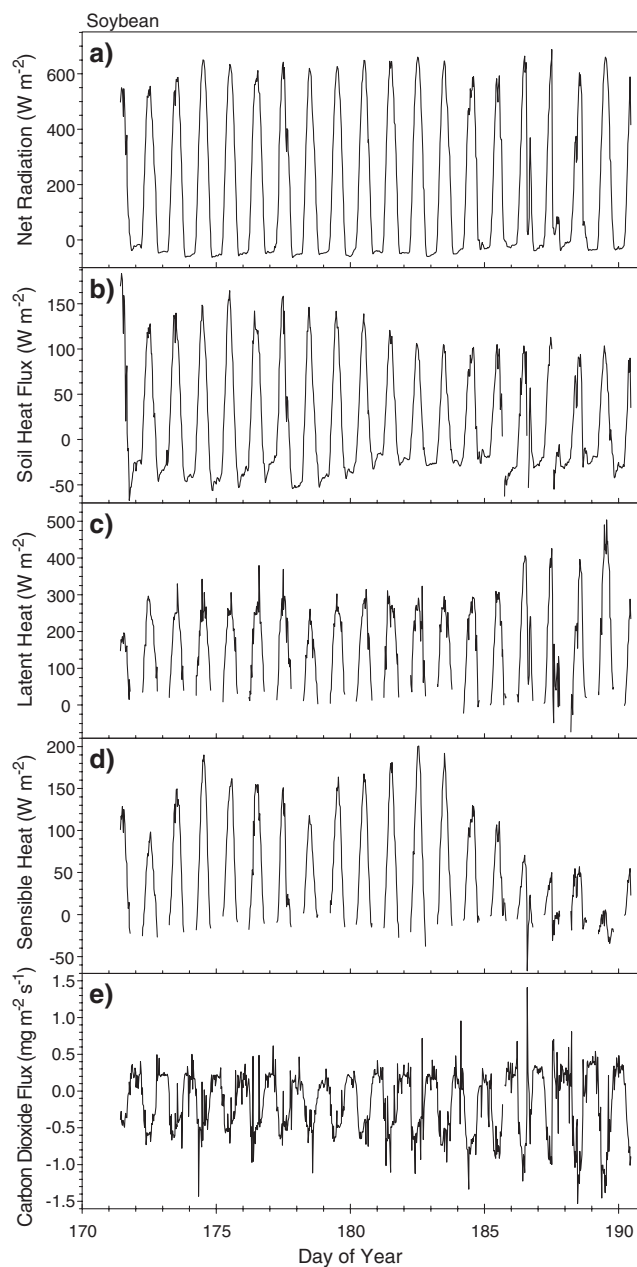 Soybean
a)
Net Radiation (W m-2)
600
400
200
0
b)
Soil Heat Flux (W m-2)
150
100
50
0
-50
c)
Latent Heat (W m-2)
500
400
300
200
100
0
d)
Sensible Heat (W m-2)
200
150
100
50
0
-50
e)
Carbon Dioxide Flux (mg m-2 s-1)
1.5
1.0
0.5
0.0
-0.5
-1.0
-1.5
170 175 180 185 190
Day of Year